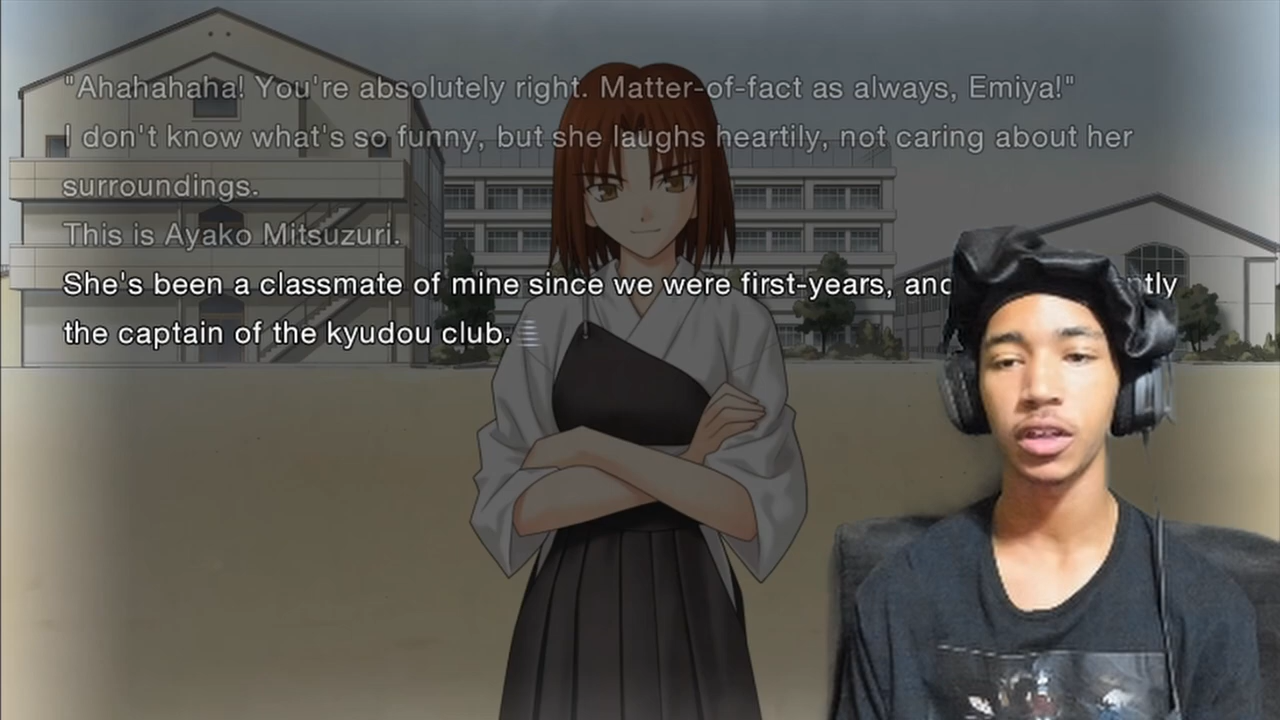 "Ahahahaha! You're absolutely right. Matter-of-fact as always, Emiya!"
I don't know what's so funny, but she laughs heartily, not caring about her
surroundings.
This is Ayako Mitsuzuri.
She's been a classmate of mine since we were first-years, and
the captain of the kyudou club.